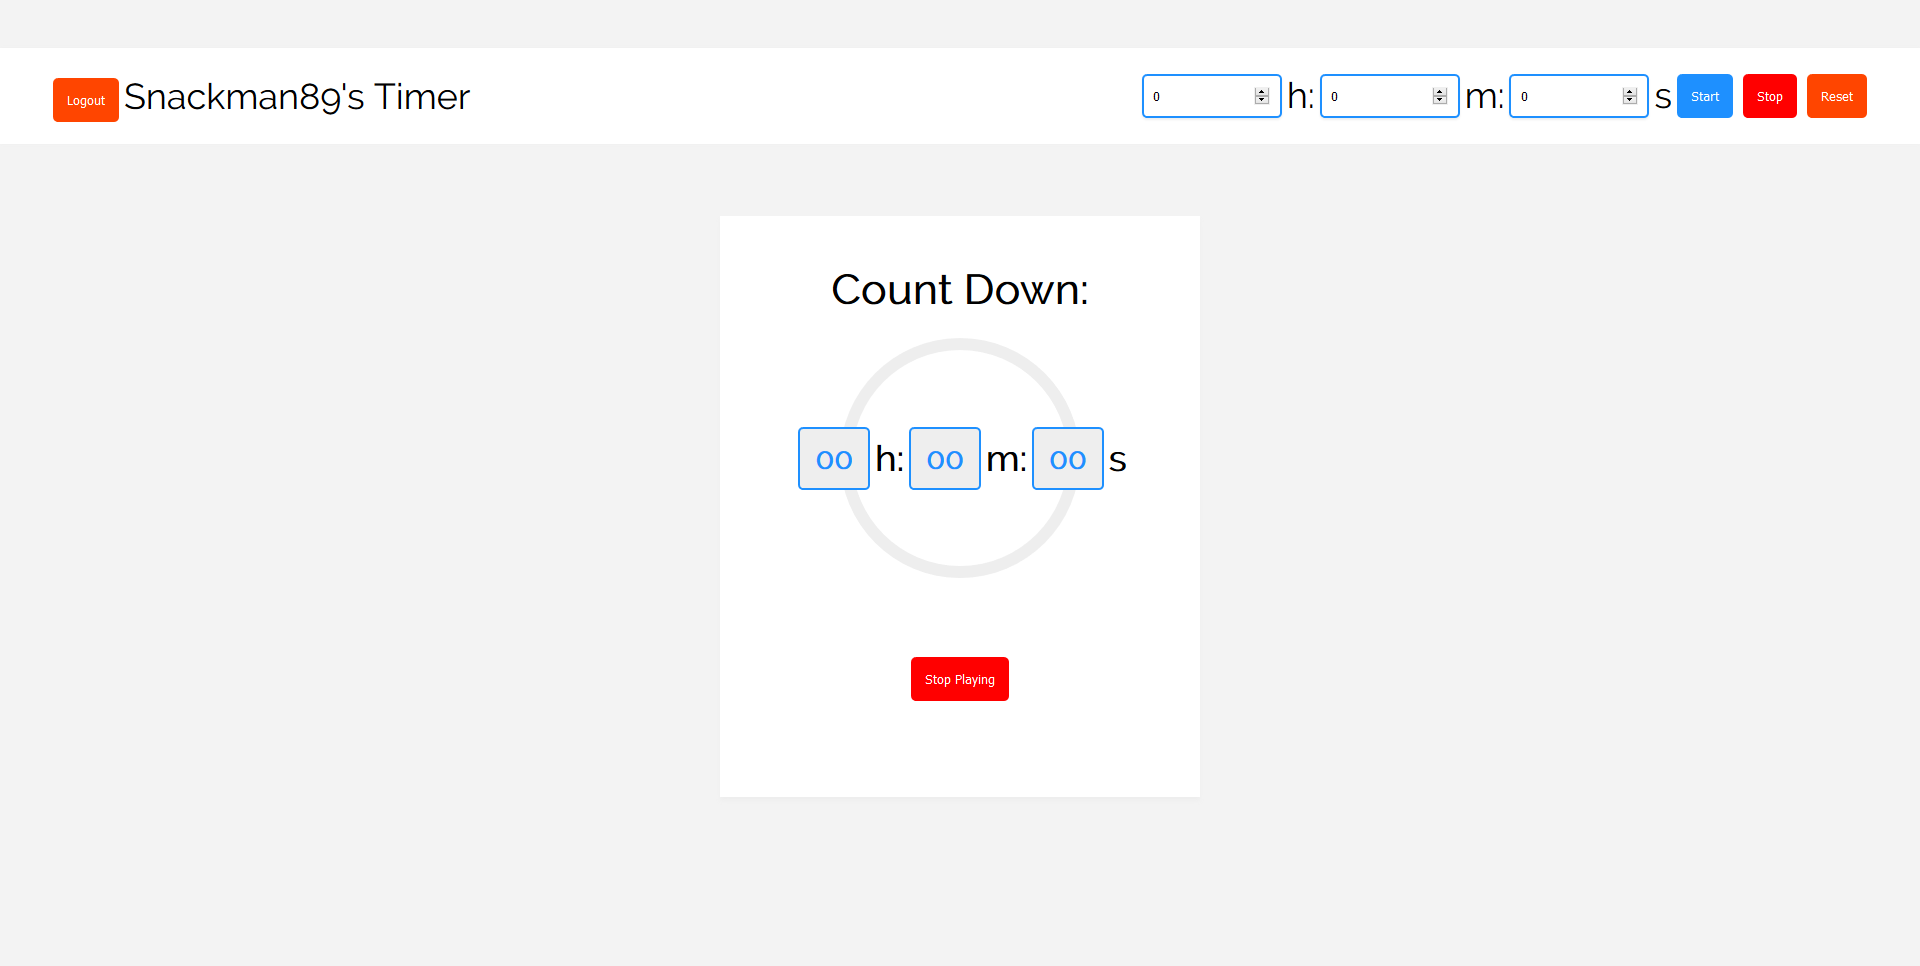 Logout Snackman89's Timer 0 h: 0 m: 0 s Start Stop Reset
Count Down:
00 h: 00 m: 00 s
Stop Playing